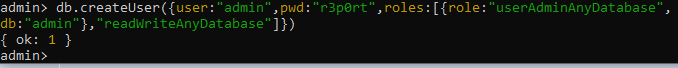 admin> db.createUser({user:"admin",pwd:"r3p0rt",roles:[{role:"userAdminAnyDatabase",
db:"admin"},"readWriteAnyDatabase"]})
{ ok: 1 }
admin>